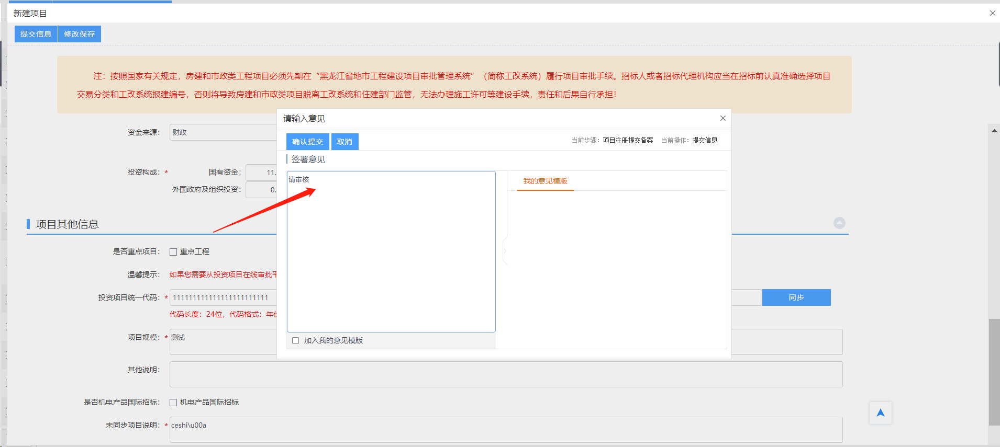 新建项目
提交信息 修改保存
注：按照国家有关规定，房建和市政类工程项目必须先期在“黑龙江省地市工程建设项目审批管理系统”（简称工改系统）履行项目审批手续。招标人或者招标代理机构应当在招标前认真准确选择项目
交易分类和工改系统报建编号，否则将导致房建和市政类项目脱离工改系统和住建部门监管，无法办理施工许可等建设手续，责任和后果自行承担！
资金来源： 财政
投资构成：* 国有资金： 11.
外国政府及组织投资： 0.
请输入意见
确认提交 取消 当前步骤：项目注册提交备案 当前操作：提交信息
签署意见
请审核
我的意见模版
加入我的意见模版
项目其他信息
是否重点项目： 重点工程
温馨提示： 如果您需要从投资项目在线审批
投资项目统一代码：* 111111111111111111111111 同步
代码长度：24位，代码格式：年
项目规模：* 测试
其他说明：
是否机电产品国际招标： 机电产品国际招标
未同步项目说明：* ceshi\u00a